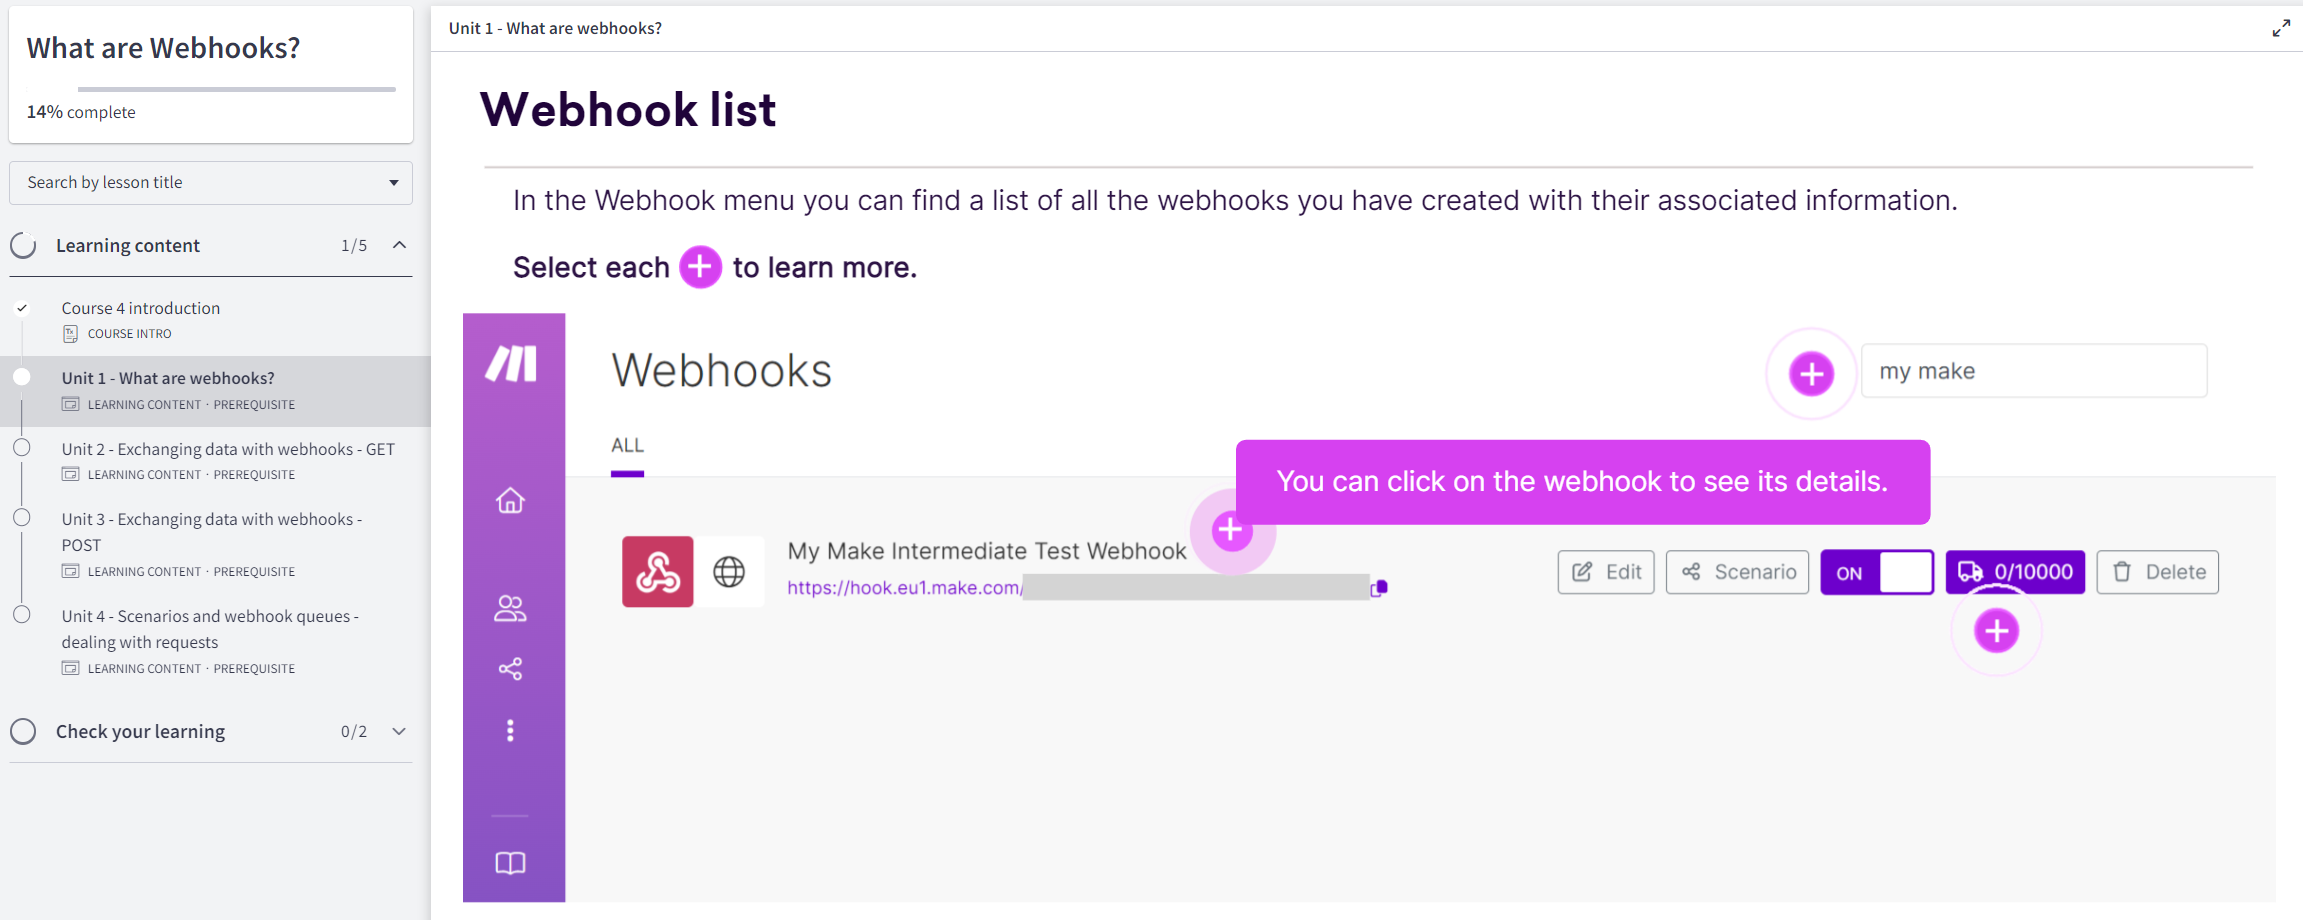 What are Webhooks?
14% complete
Search by lesson title
Learning content 1/5
Course 4 introduction
COURSE INTRO
Unit 1 - What are webhooks?
LEARNING CONTENT · PREREQUISITE
Unit 2 - Exchanging data with webhooks - GET
LEARNING CONTENT · PREREQUISITE
Unit 3 - Exchanging data with webhooks -
POST
LEARNING CONTENT · PREREQUISITE
Unit 4 - Scenarios and webhook queues -
dealing with requests
LEARNING CONTENT · PREREQUISITE
Check your learning 0/2
Unit 1 - What are webhooks?
Webhook list
In the Webhook menu you can find a list of all the webhooks you have created with their associated information.
Select each + to learn more.
Webhooks
my make
ALL
You can click on the webhook to see its details.
My Make Intermediate Test Webhook
https://hook.eu1.make.com/
Edit Scenario ON 0/10000 Delete